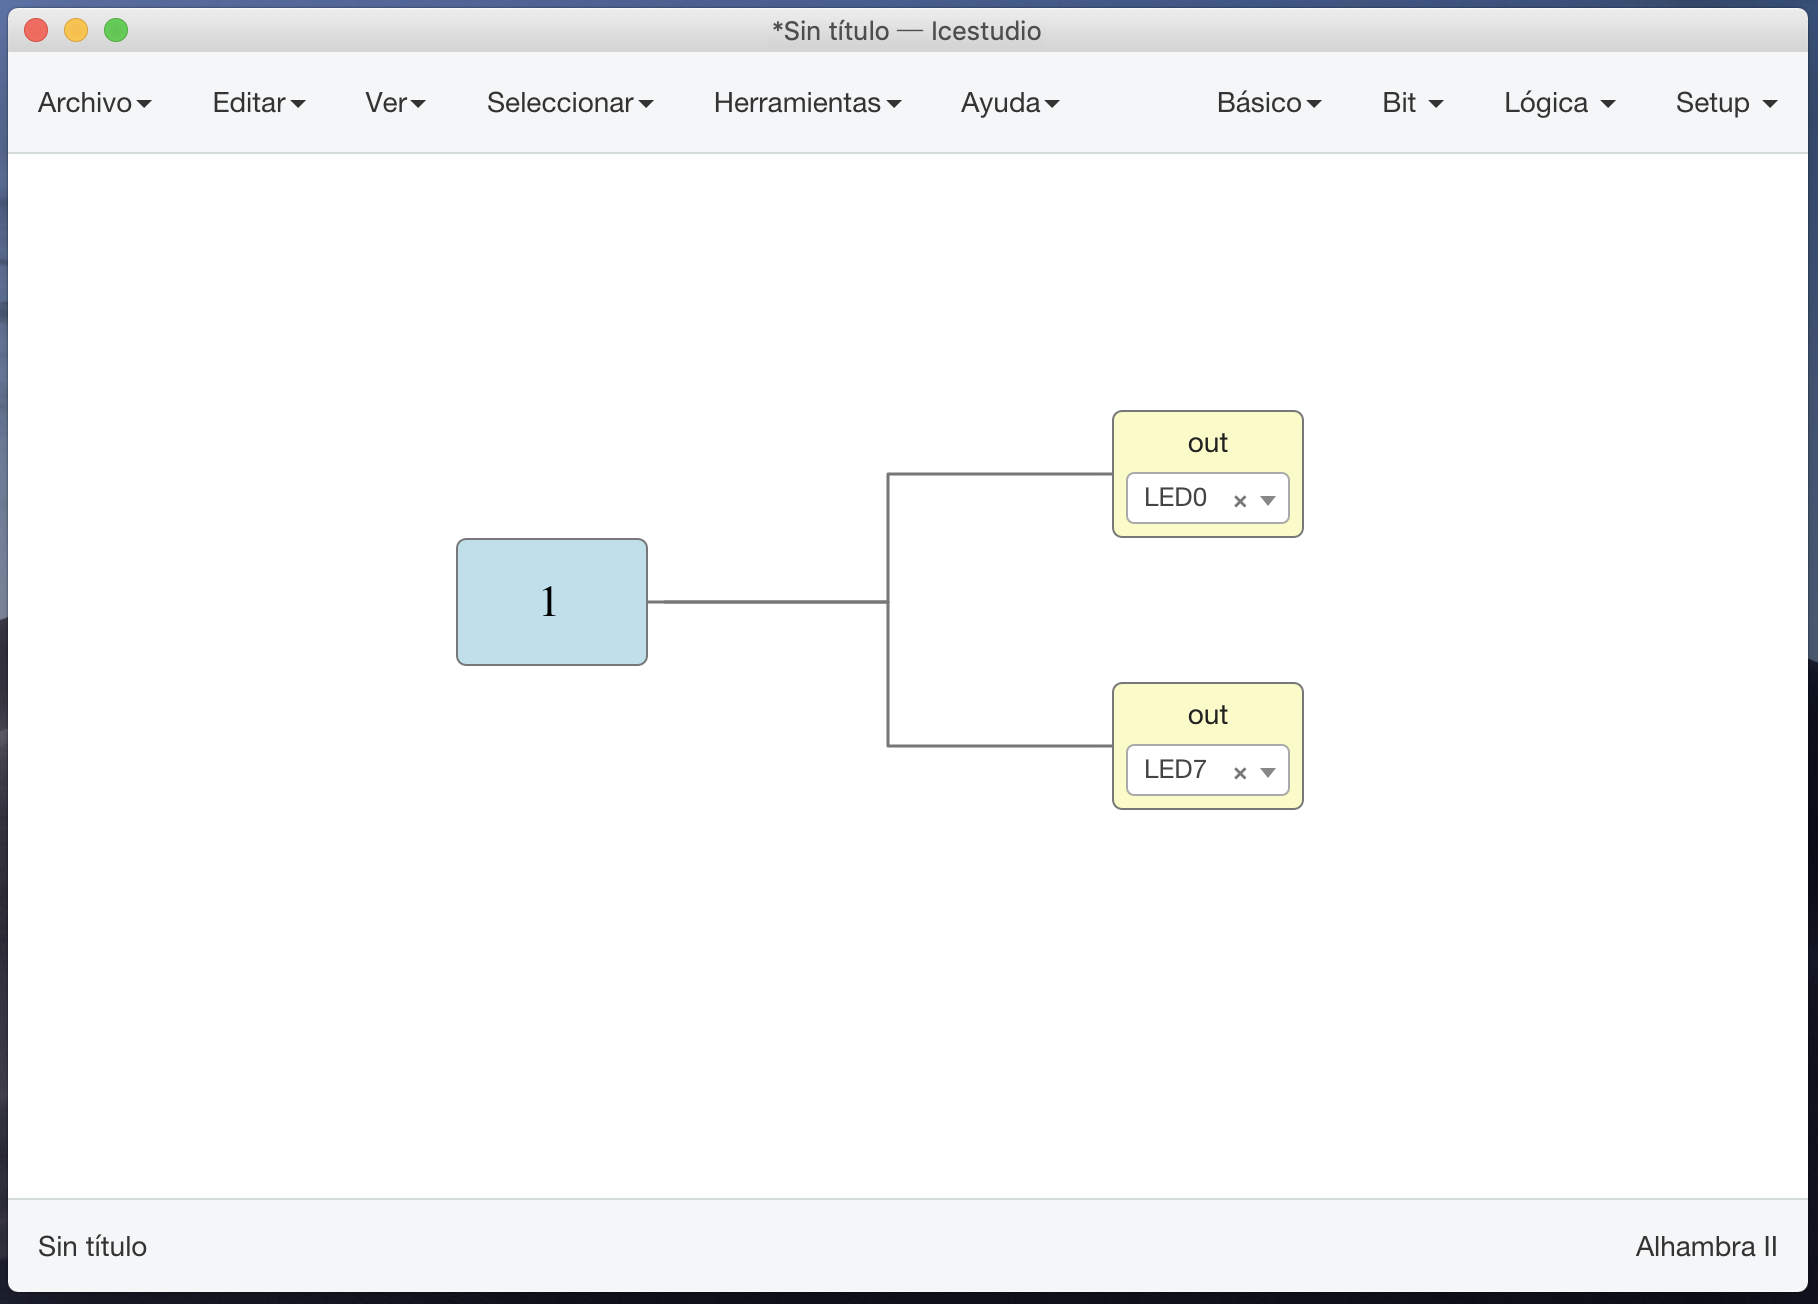 *Sin título — Icestudio
Archivo Editar Ver Seleccionar Herramientas Ayuda Básico Bit Lógica Setup
out
LED0
1
out
LED7
Sin título Alhambra II